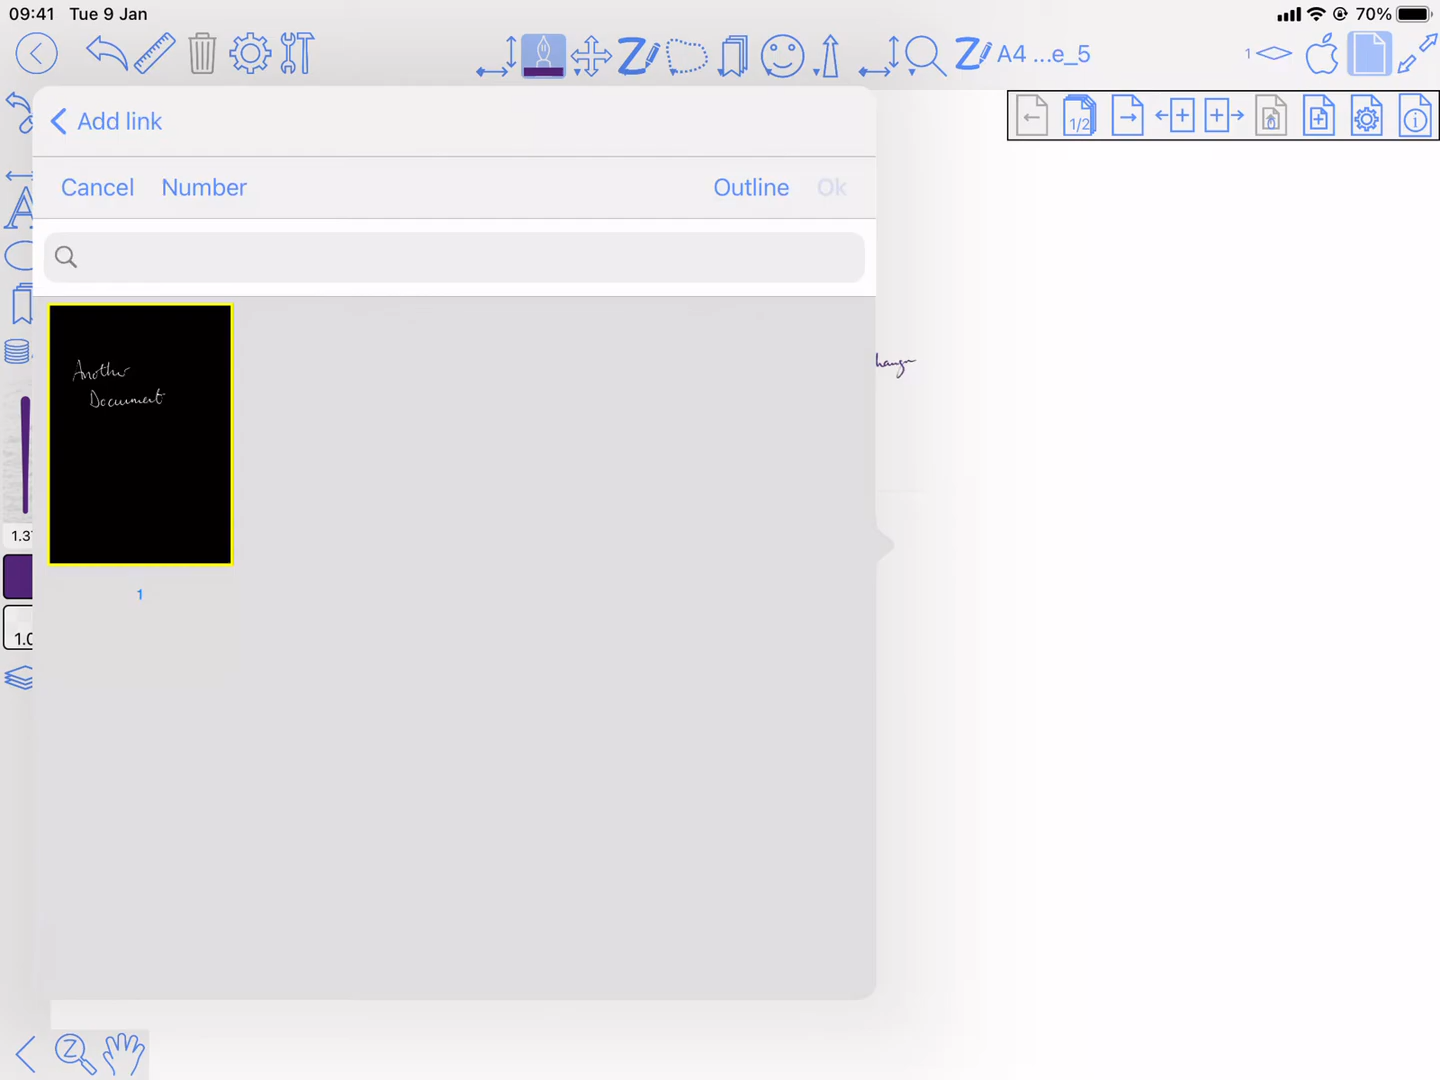 09:41 Tue 9 Jan 70%
A4 ...e_5 1
Add link
1/2
Cancel Number Outline Ok
Another
Document
1
1.3
1.0